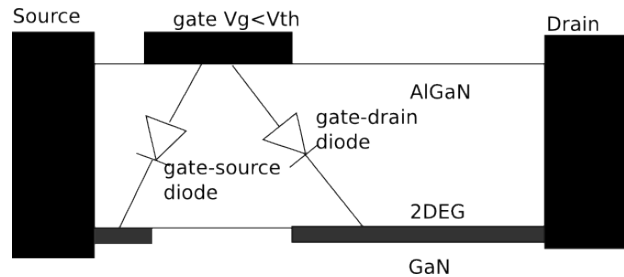 Source
gate Vg<Vth
Drain
AlGaN
gate-drain
diode
gate-source
diode
2DEG
GaN